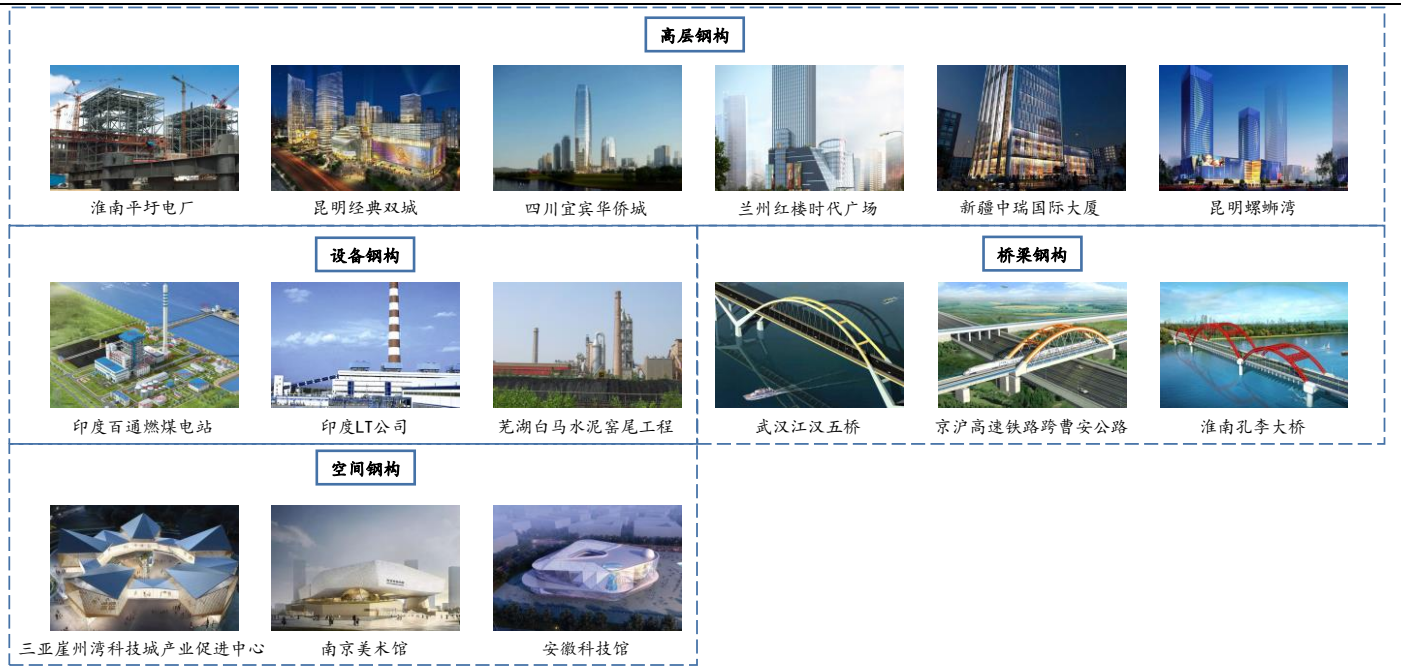 高层钢构
淮南平圩电厂
昆明经典双城
四川宜宾华侨城
兰州红楼时代广场
新疆中瑞国际大厦
昆明螺蛳湾
设备钢构
印度百通燃煤电站
印度LT公司
芜湖白马水泥窑尾工程
桥梁钢构
武汉江汉五桥
京沪高速铁路跨曹安公路
淮南孔李大桥
空间钢构
三亚崖州湾科技城产业促进中心
南京美术馆
安徽科技馆